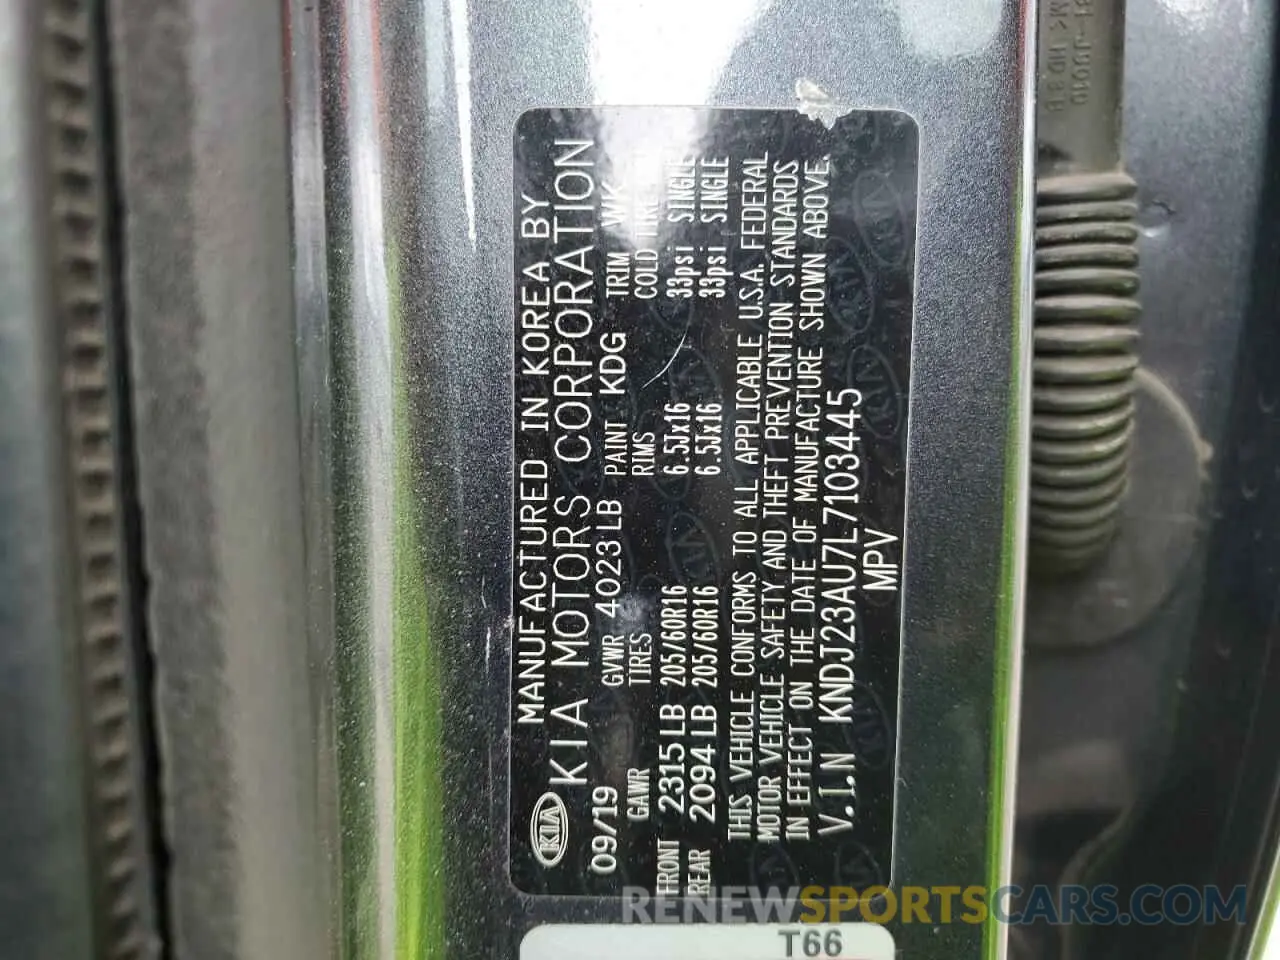 KIA
MANUFACTURED IN KOREA BY
KIA MOTORS CORPORATION
09/19 GVWR 4023LB PAINT KDG TRIM WK
GAWR TIRES RIMS COLD
FRONT 2315 LB 205/60R16 6.5Jx16 33psi SINGLE
REAR 2094 LB 205/60R16 6.5Jx16 33psi SINGLE
THIS VEHICLE CONFORMS TO ALL APPLICABLE U.S.A. FEDERAL
MOTOR VEHICLE SAFETY AND THEFT PREVENTION STANDARDS
IN EFFECT ON THE DATE OF MANUFACTURE SHOWN ABOVE.
V.I.N KNDJ23AU7L7103445
MPV
T66
RENEWSPORTSCARS.COM